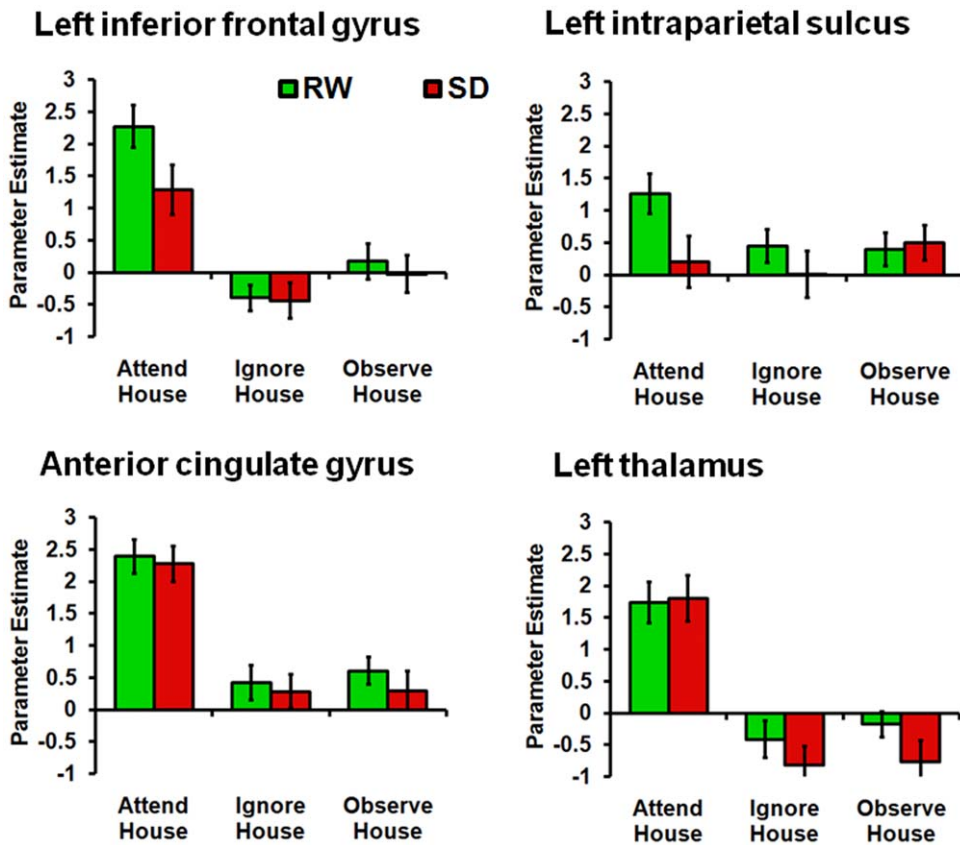 Left inferior frontal gyrus
RW
SD
Parameter Estimate
3
2.5
2
1.5
1
0.5
0
-0.5
-1
Attend
House
Ignore
House
Observe
House
Left intraparietal sulcus
Parameter Estimate
3
2.5
2
1.5
1
0.5
0
-0.5
-1
Attend
House
Ignore
House
Observe
House
Anterior cingulate gyrus
Parameter Estimate
3
2.5
2
1.5
1
0.5
0
-0.5
-1
Attend
House
Ignore
House
Observe
House
Left thalamus
Parameter Estimate
3
2.5
2
1.5
1
0.5
0
-0.5
-1
Attend
House
Ignore
House
Observe
House